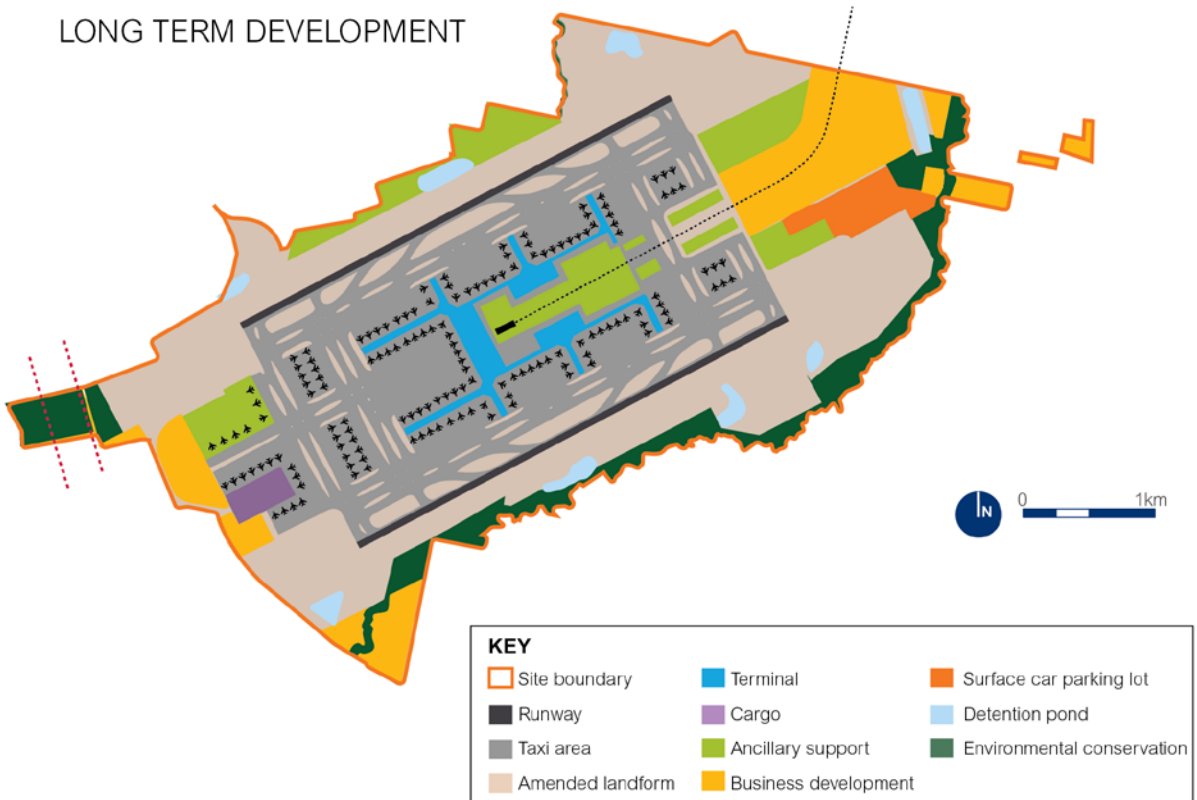 LONG TERM DEVELOPMENT
N
0 1km
KEY
Site boundary
Terminal
Surface car parking lot
Runway
Cargo
Detention pond
Taxi area
Ancillary support
Environmental conservation
Amended landform
Business development